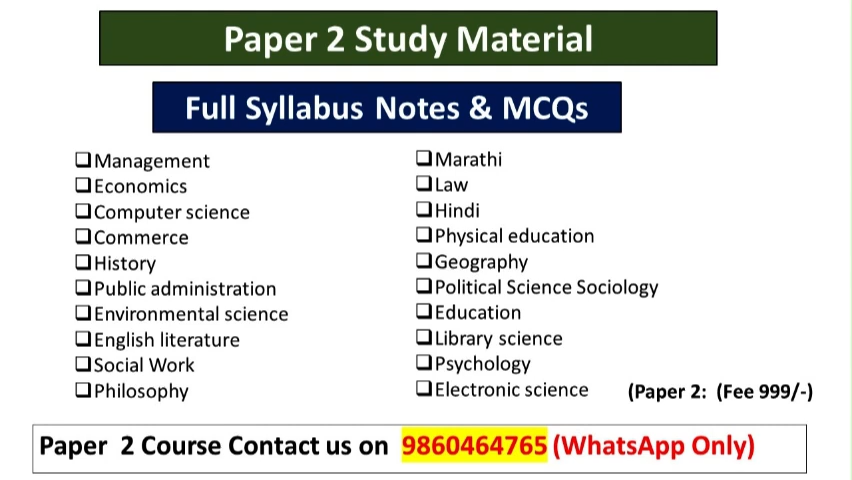 Paper 2 Study Material
Full Syllabus Notes & MCQs
❑Management
❑Economics
❑Computer science
❑Commerce
❑History
❑Public administration
❑Environmental science
❑English literature
❑Social Work
❑Philosophy
❑Marathi
❑Law
❑Hindi
❑Physical education
❑Geography
❑Political Science Sociology
❑Education
❑Library science
❑Psychology
❑Electronic science
(Paper 2: (Fee 999/-)
Paper 2 Course Contact us on 9860464765 (WhatsApp Only)